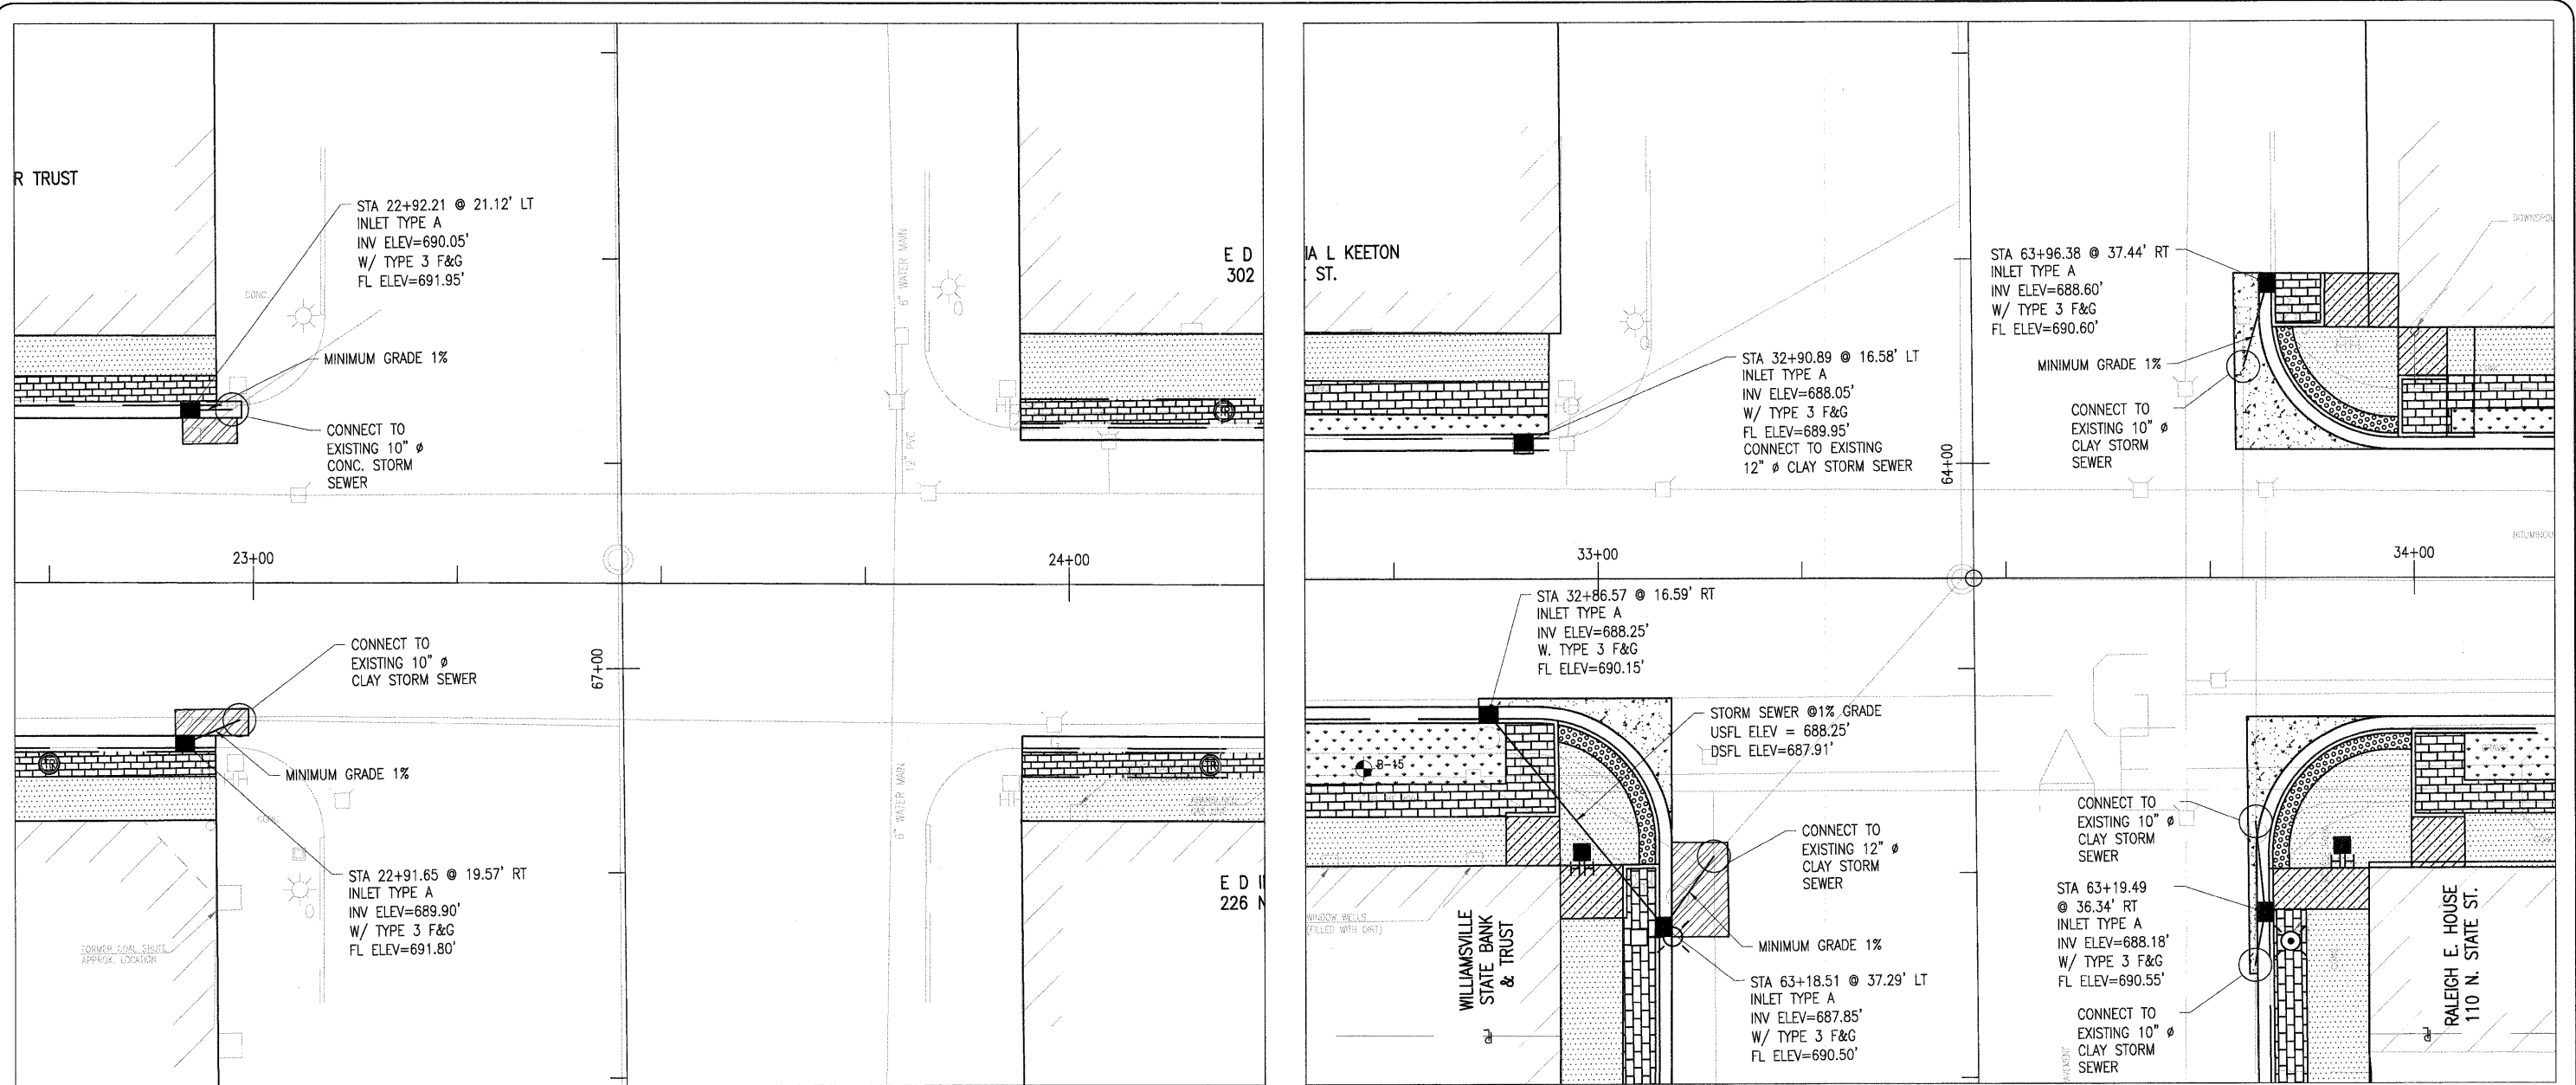 R TRUST
STA 22+92.21 @ 21.12' LT
INLET TYPE A
INV ELEV=690.05'
W/ TYPE 3 F&G
FL ELEV=691.95'
CONC.
MINIMUM GRADE 1%
CONNECT TO
EXISTING 10" ø
CONC. STORM
SEWER
6" WATER MAIN
12" PVC
E D
302
23+00
24+00
67+00
CONNECT TO
EXISTING 10" ø
CLAY STORM SEWER
MINIMUM GRADE 1%
CONC.
STA 22+91.65 @ 19.57' RT
INLET TYPE A
INV ELEV=689.90'
W/ TYPE 3 F&G
FL ELEV=691.80'
FORMER COAL SHUTE
APPROX. LOCATION
6" WATER MAIN
TR
TR
TR
E D I
226 N
IA L KEETON
ST.
STA 32+90.89 @ 16.58' LT
INLET TYPE A
INV ELEV=688.05'
W/ TYPE 3 F&G
FL ELEV=689.95'
CONNECT TO EXISTING
12" ø CLAY STORM SEWER
STA 63+96.38 @ 37.44' RT
INLET TYPE A
INV ELEV=688.60'
W/ TYPE 3 F&G
FL ELEV=690.60'
MINIMUM GRADE 1%
CONNECT TO
EXISTING 10" ø
CLAY STORM
SEWER
DOWNSPOU
BITUMINOU
64+00
33+00
34+00
STA 32+86.57 @ 16.59' RT
INLET TYPE A
INV ELEV=688.25'
W. TYPE 3 F&G
FL ELEV=690.15'
STORM SEWER @1% GRADE
USFL ELEV = 688.25'
DSFL ELEV=687.91'
B-15
CONNECT TO
EXISTING 12" ø
CLAY STORM
SEWER
MINIMUM GRADE 1%
WINDOW WELLS
(FILLED WITH DIRT)
WILLIAMSVILLE
STATE BANK
& TRUST
STA 63+18.51 @ 37.29' LT
INLET TYPE A
INV ELEV=687.85'
W/ TYPE 3 F&G
FL ELEV=690.50'
GRAVEL
CONNECT TO
EXISTING 10" ø
CLAY STORM
SEWER
STA 63+19.49
@ 36.34' RT
INLET TYPE A
INV ELEV=688.18'
W/ TYPE 3 F&G
FL ELEV=690.55'
CONNECT TO
EXISTING 10" ø
CLAY STORM
SEWER
RALEIGH E. HOUSE
110 N. STATE ST.